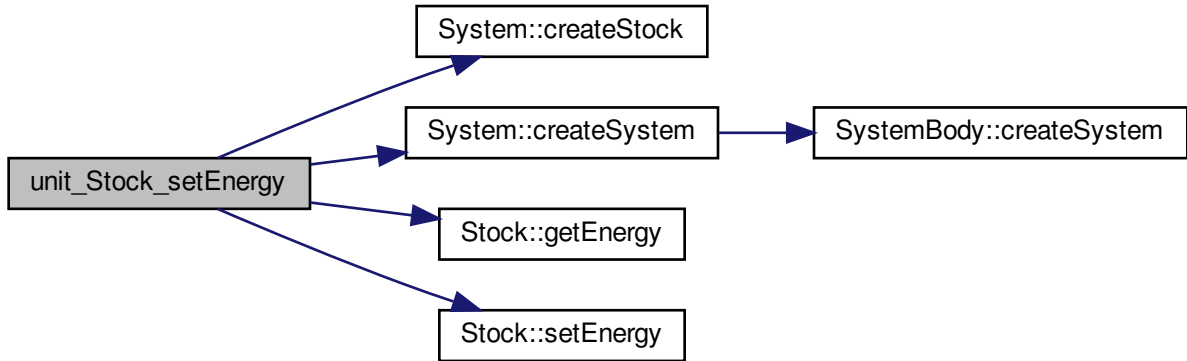 System::createStock
System::createSystem
SystemBody::createSystem
unit_Stock_setEnergy
Stock::getEnergy
Stock::setEnergy